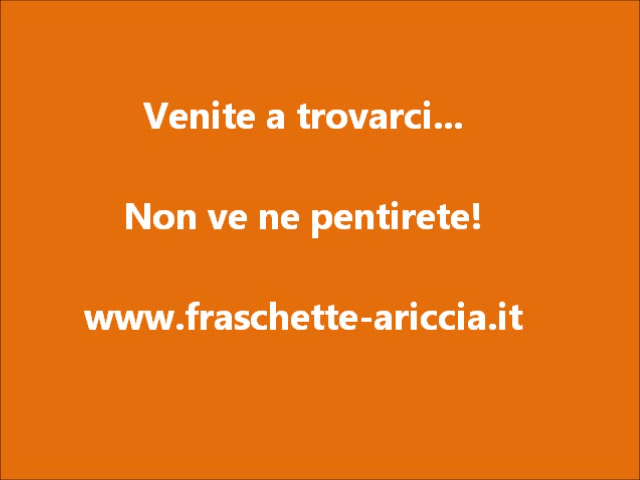 Venite a trovarci...
Non ve ne pentirete!
www.fraschette-ariccia.it